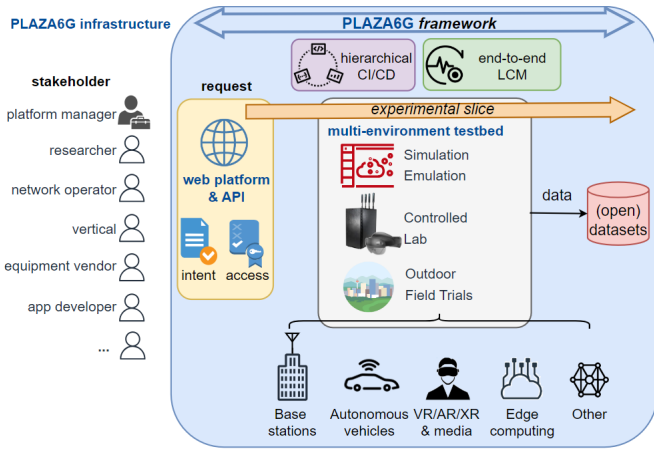 PLAZA6G infrastructure
PLAZA6G framework
hierarchical
CI/CD
end-to-end
LCM
stakeholder
request
experimental slice
platform manager
researcher
network operator
vertical
equipment vendor
app developer
...
web platform
& API
intent
access
multi-environment testbed
Simulation
Emulation
Controlled
Lab
Outdoor
Field Trials
data
(open)
datasets
Base
stations
Autonomous
vehicles
VR/AR/XR
& media
Edge
computing
Other